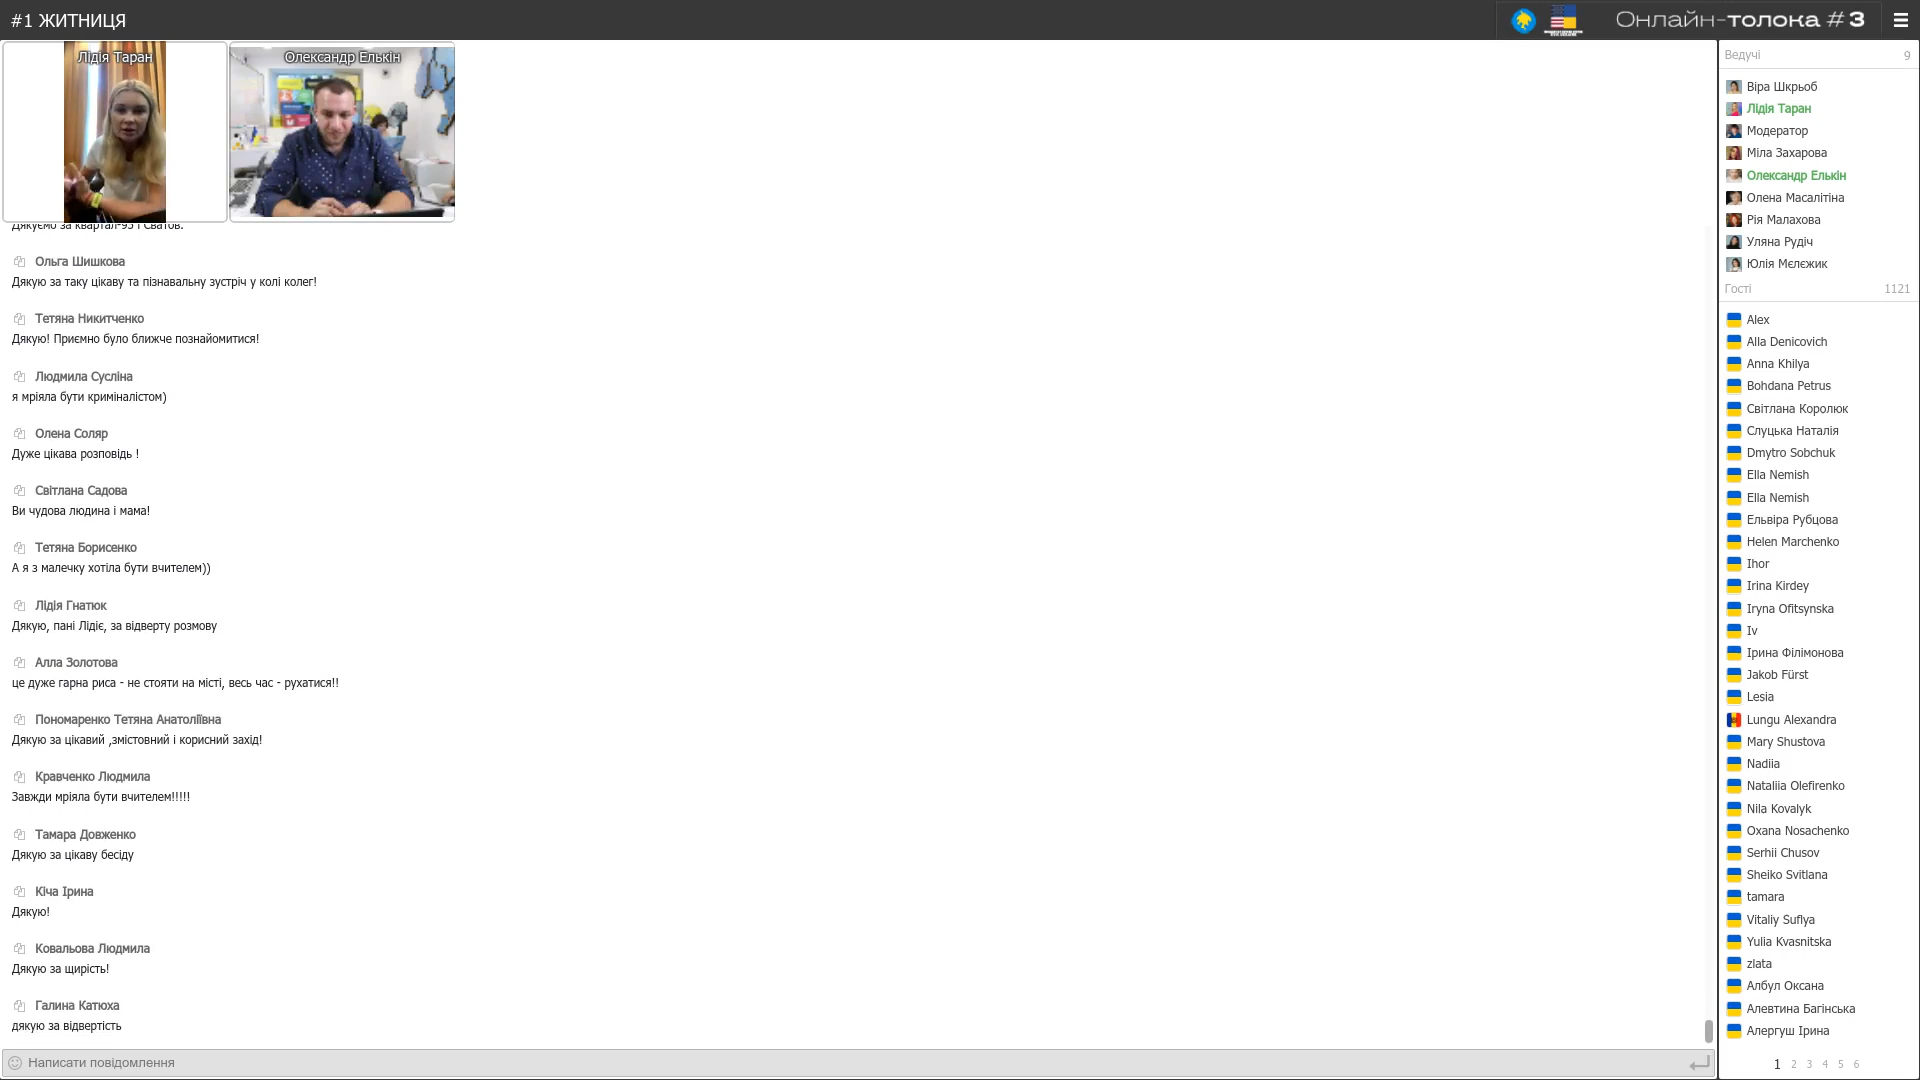 #1 ЖИТНИЦЯ
Онлайн-толока #3
Лідія Таран
Олександр Елькін
Дякуємо за квартал-95 і Сватов.
Ольга Шишкова
Дякую за таку цікаву та пізнавальну зустріч у колі колег!
Тетяна Никитченко
Дякую! Приємно було ближче познайомитися!
Людмила Сусліна
я мріяла бути криміналістом)
Олена Соляр
Дуже цікава розповідь !
Світлана Садова
Ви чудова людина і мама!
Тетяна Борисенко
А я з малечку хотіла бути вчителем))
Лідія Гнатюк
Дякую, пані Лідіє, за відверту розмову
Алла Золотова
це дуже гарна риса - не стояти на місті, весь час - рухатися!!
Пономаренко Тетяна Анатоліївна
Дякую за цікавий ,змістовний і корисний захід!
Кравченко Людмила
Завжди мріяла бути вчителем!!!!!
Тамара Довженко
Дякую за цікаву бесіду
Кіча Ірина
Дякую!
Ковальова Людмила
Дякую за щирість!
Галина Катюха
дякую за відвертість
Написати повідомлення
Ведучі 9
Віра Шкрьоб
Лідія Таран
Модератор
Міла Захарова
Олександр Елькін
Олена Масалітіна
Рія Малахова
Уляна Рудіч
Юлія Мєлєжик
Гості 1121
Alex
Alla Denicovich
Anna Khilya
Bohdana Petrus
Світлана Королюк
Слуцька Наталія
Dmytro Sobchuk
Ella Nemish
Ella Nemish
Ельвіра Рубцова
Helen Marchenko
Ihor
Irina Kirdey
Iryna Ofitsynska
Iv
Ірина Філімонова
Jakob Fürst
Lesia
Lungu Alexandra
Mary Shustova
Nadiia
Nataliia Olefirenko
Nila Kovalyk
Oxana Nosachenko
Serhii Chusov
Sheiko Svitlana
tamara
Vitaliy Suflya
Yulia Kvasnitska
zlata
Албул Оксана
Алевтина Багінська
Алергуш Ірина
1 2 3 4 5 6